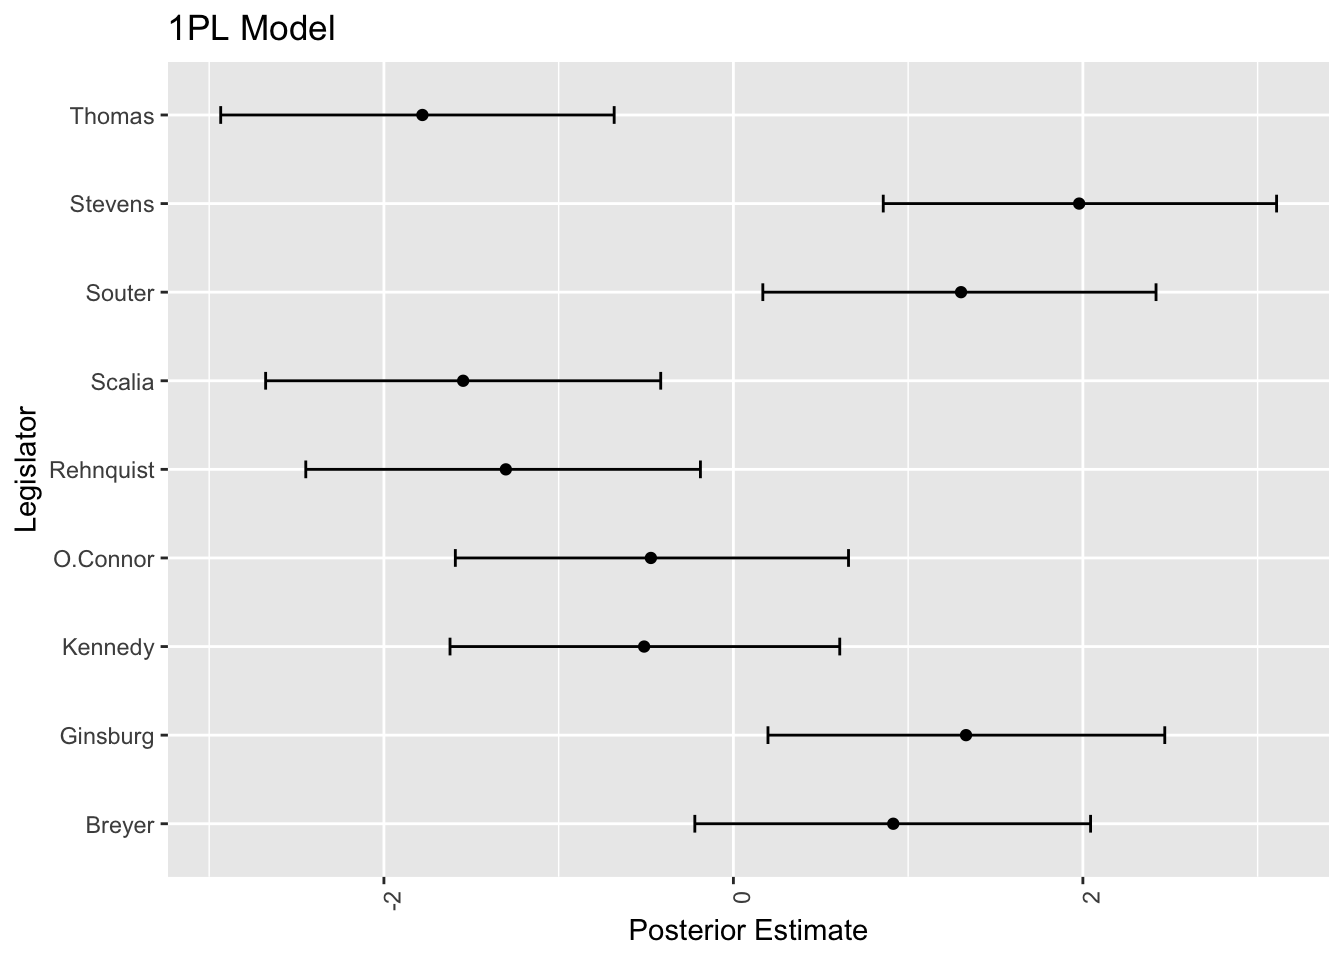 1PL Model
Thomas
Stevens
Souter
Scalia
Rehnquist
O.Connor
Kennedy
Ginsburg
Breyer
Legislator
-2
0
2
Posterior Estimate